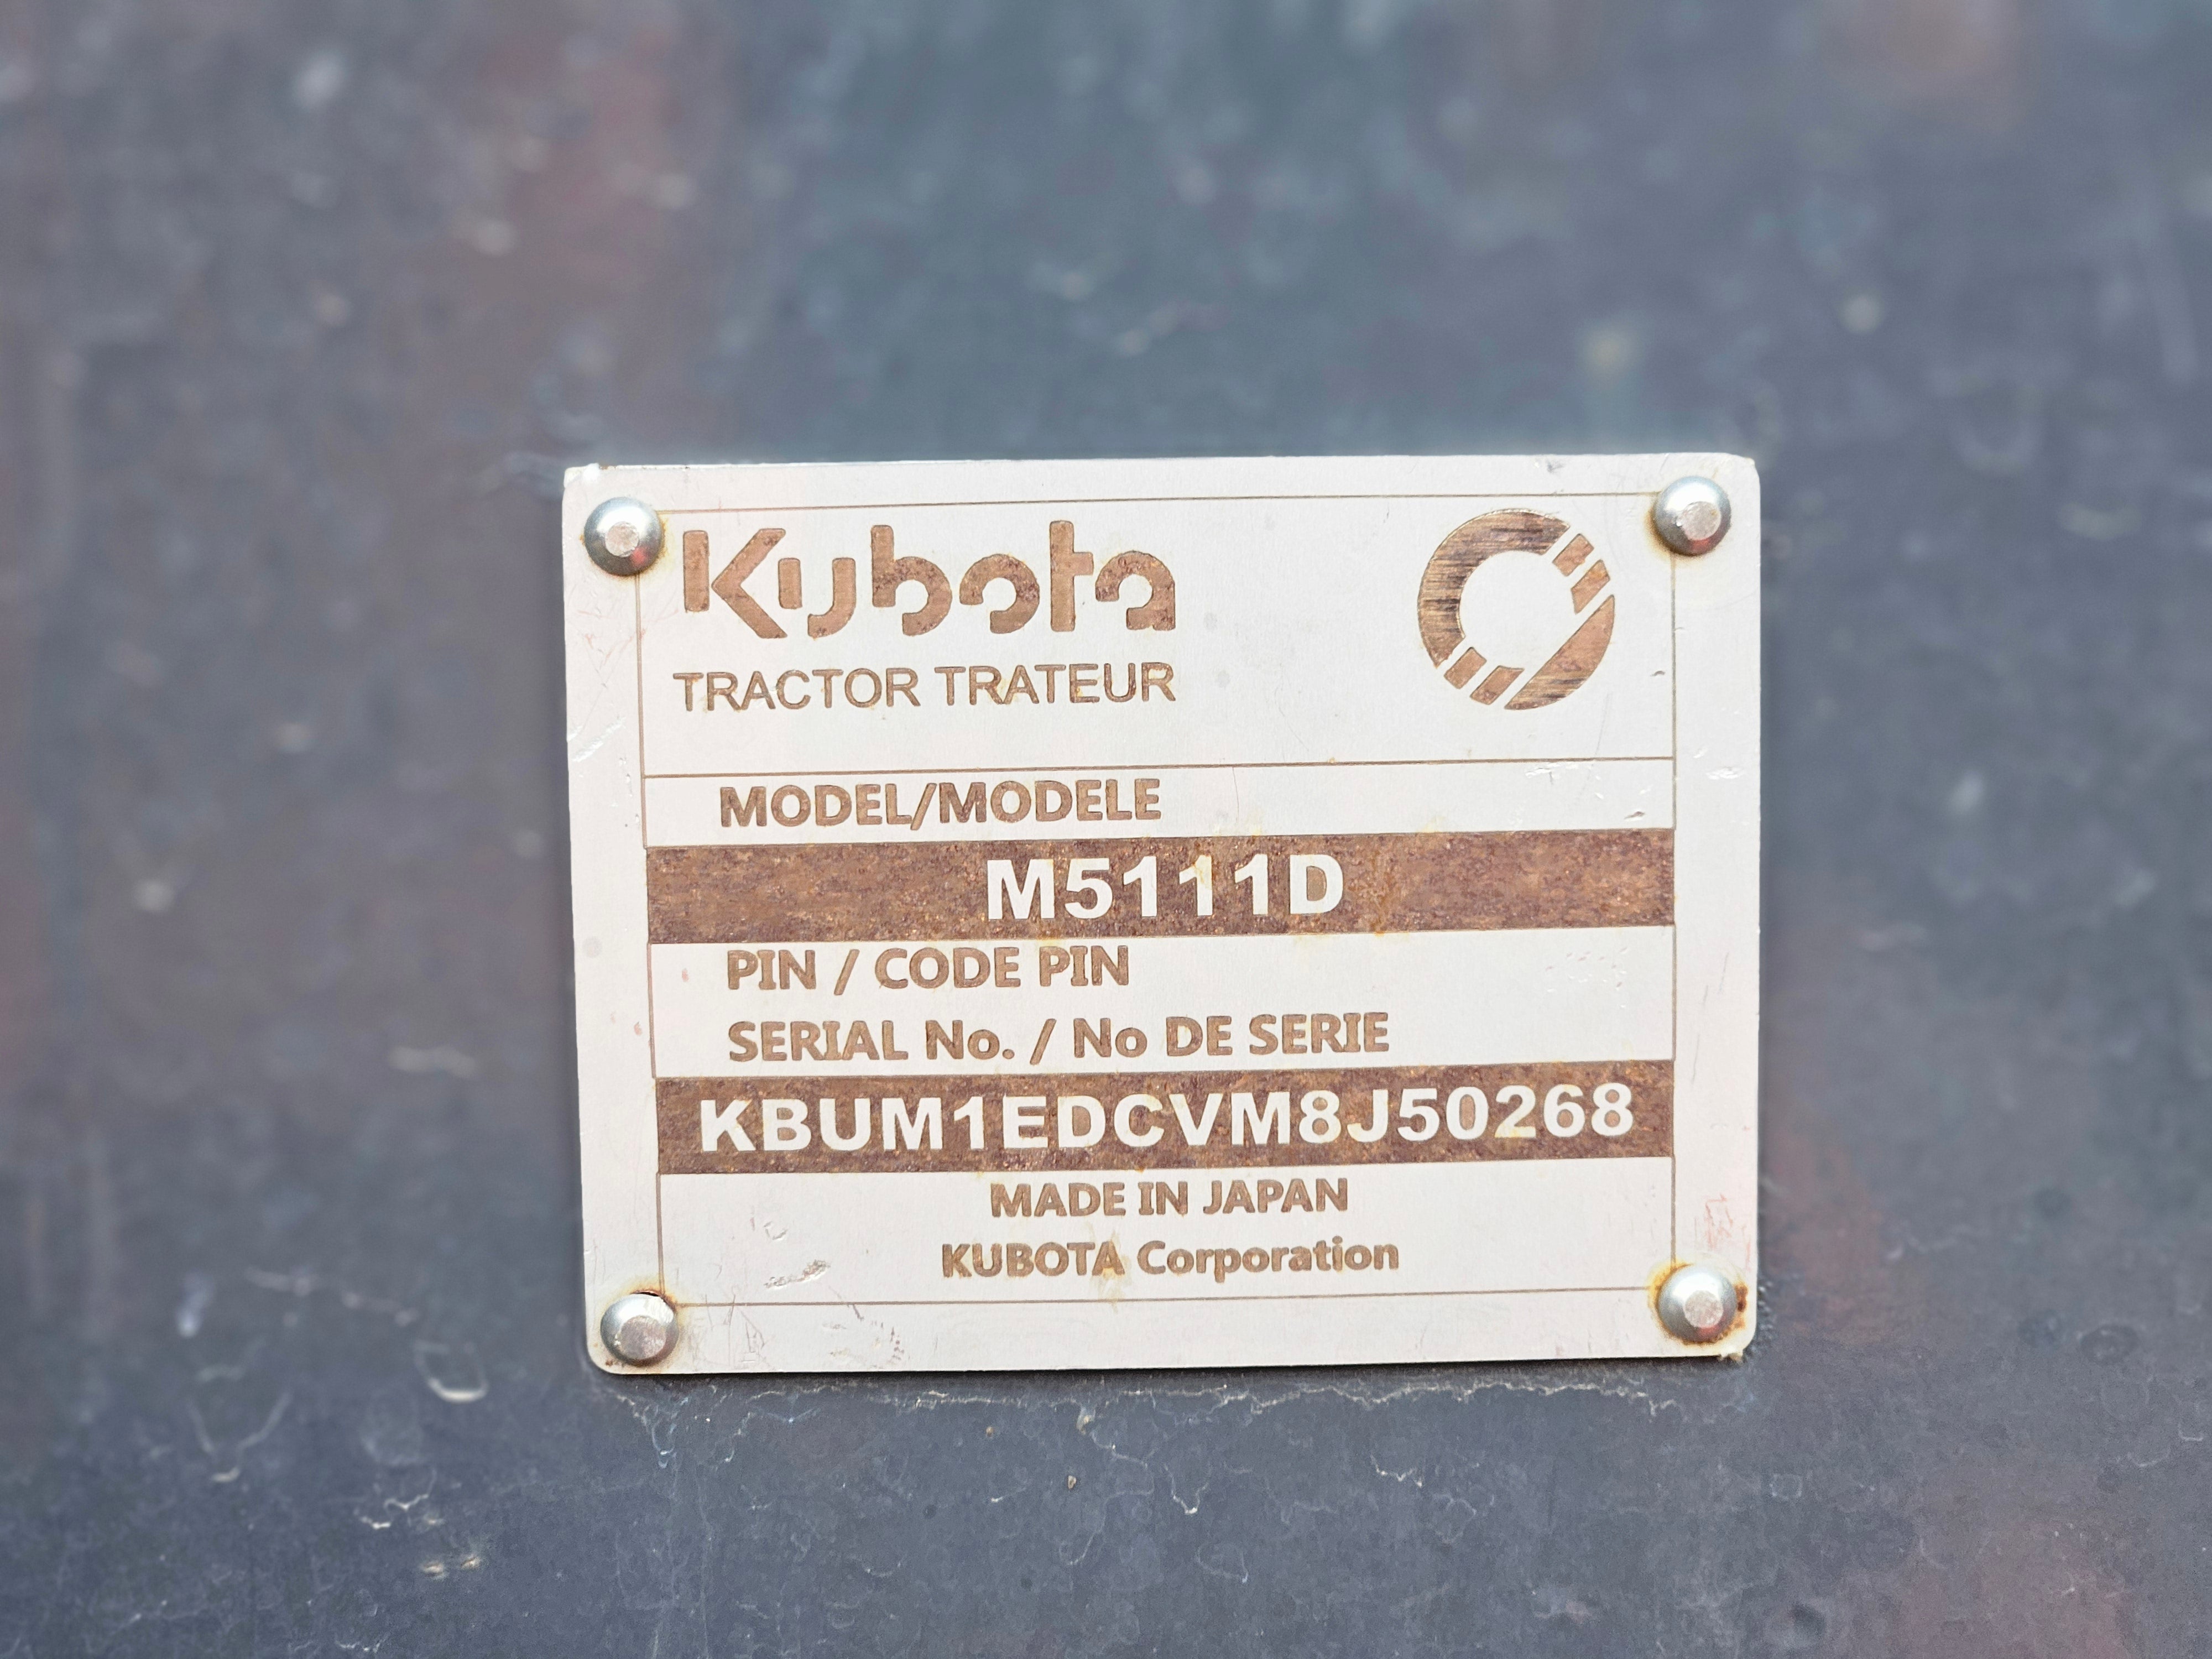 Kubota
TRACTOR TRATEUR
MODEL/MODELE
M5111D
PIN / CODE PIN
SERIAL No. / No DE SERIE
KBUM1EDCVM8J50268
MADE IN JAPAN
KUBOTA Corporation